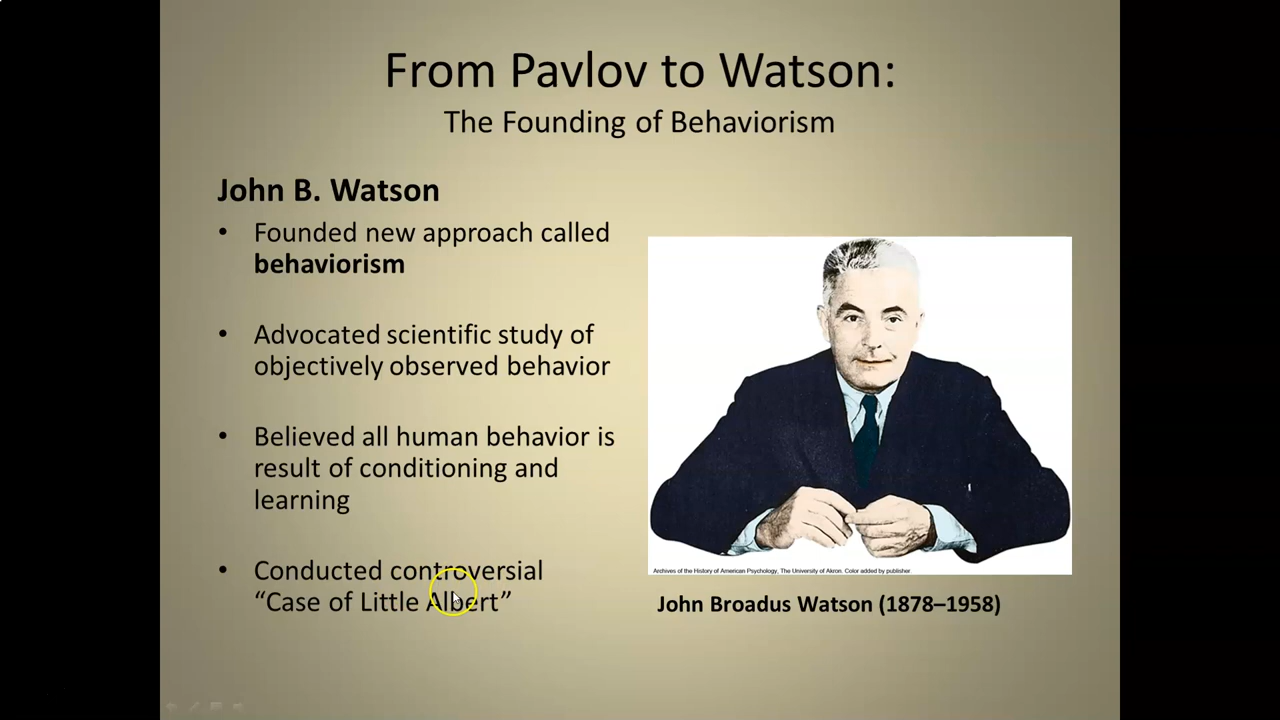 From Pavlov to Watson:
The Founding of Behaviorism
John B. Watson
• Founded new approach called
behaviorism
• Advocated scientific study of
objectively observed behavior
• Believed all human behavior is
result of conditioning and
learning
• Conducted controversial
“Case of Little Albert”
Archives of the History of American Psychology, The University of Akron. Color added by publisher.
John Broadus Watson (1878–1958)